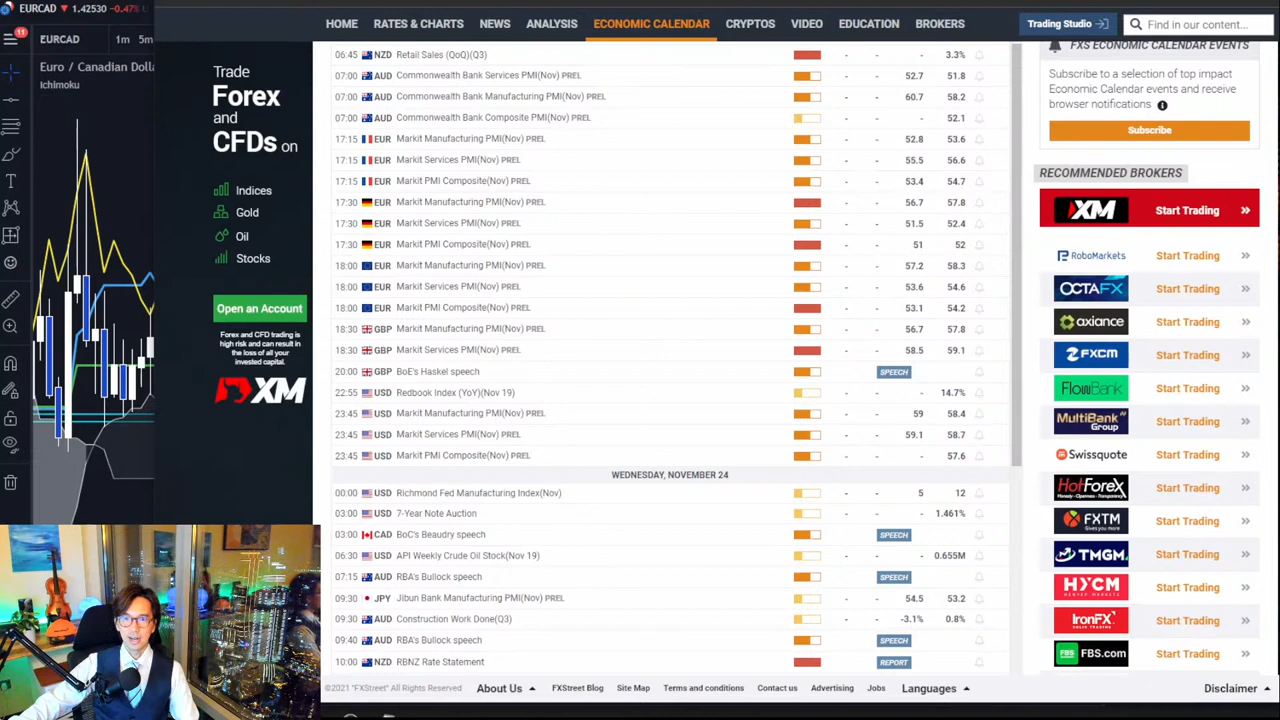 EURCAD ▼ 1.42530 -0.47%
HOME RATES & CHARTS NEWS ANALYSIS ECONOMIC CALENDAR CRYPTOS VIDEO EDUCATION BROKERS Trading Studio Find in our content...
11 EURCAD 1m 5m
Euro / Canadian Dolla
Ichimoku
Trade
Forex
and
CFDs on
Indices
Gold
Oil
Stocks
Open an Account
Forex and CFD trading is
high risk and can result in
the loss of all your
invested capital.
XM
06:45 NZD Retail Sales (QoQ)(Q3) - - - 3.3%
07:00 AUD Commonwealth Bank Services PMI(Nov) PREL - - 52.7 51.8
07:00 AUD Commonwealth Bank Manufacturing PMI(Nov) PREL - - 60.7 58.2
07:00 AUD Commonwealth Bank Composite PMI(Nov) PREL - - - 52.1
17:15 EUR Markit Manufacturing PMI(Nov) PREL - - 52.8 53.6
17:15 EUR Markit Services PMI(Nov) PREL - - 55.5 56.6
17:15 EUR Markit PMI Composite(Nov) PREL - - 53.4 54.7
17:30 EUR Markit Manufacturing PMI(Nov) PREL - - 56.7 57.8
17:30 EUR Markit Services PMI(Nov) PREL - - 51.5 52.4
17:30 EUR Markit PMI Composite(Nov) PREL - - 51 52
18:00 EUR Markit Manufacturing PMI(Nov) PREL - - 57.2 58.3
18:00 EUR Markit Services PMI(Nov) PREL - - 53.6 54.6
18:00 EUR Markit PMI Composite(Nov) PREL - - 53.1 54.2
18:30 GBP Markit Manufacturing PMI(Nov) PREL - - 56.7 57.8
18:30 GBP Markit Services PMI(Nov) PREL - - 58.5 59.1
20:00 GBP BoE's Haskel speech SPEECH
22:55 USD Redbook Index (YoY)(Nov 19) - - - 14.7%
23:45 USD Markit Manufacturing PMI(Nov) PREL - - 59 58.4
23:45 USD Markit Services PMI(Nov) PREL - - 59.1 58.7
23:45 USD Markit PMI Composite(Nov) PREL - - - 57.6
WEDNESDAY, NOVEMBER 24
00:00 USD Richmond Fed Manufacturing Index(Nov) - - 5 12
03:00 USD 7-Year Note Auction - - - 1.461%
03:00 CAD BoC's Beaudry speech SPEECH
06:30 USD API Weekly Crude Oil Stock(Nov 19) - - - 0.655M
07:15 AUD RBA's Bullock speech SPEECH
09:30 JPY Jibun Bank Manufacturing PMI(Nov) PREL - - 54.5 53.2
09:30 AUD Construction Work Done(Q3) - - -3.1% 0.8%
09:40 AUD RBA's Bullock speech SPEECH
10:00 NZD RBNZ Rate Statement REPORT
FXS ECONOMIC CALENDAR EVENTS
Subscribe to a selection of top impact
Economic Calendar events and receive
browser notifications
Subscribe
RECOMMENDED BROKERS
XM Start Trading
RoboMarkets Start Trading
OCTAFX Start Trading
axiance Start Trading
FXCM Start Trading
FlowBank Start Trading
MultiBank Group Start Trading
Swissquote Start Trading
HotForex Start Trading
FXTM Start Trading
TMGM Start Trading
HYCM Start Trading
IRONFX Start Trading
FBS FBS.com Start Trading
©2021 "FXStreet" All Rights Reserved About Us FXStreet Blog Site Map Terms and conditions Contact us Advertising Jobs Languages Disclaimer